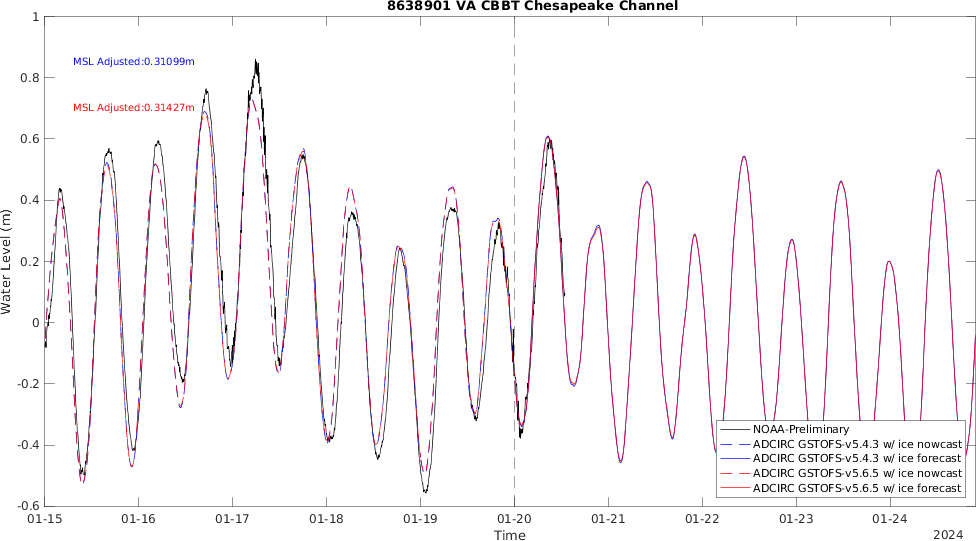 8638901 VA CBBT Chesapeake Channel
1
0.8
0.6
0.4
0.2
0
-0.2
-0.4
-0.6
Water Level (m)
MSL Adjusted:0.31099m
MSL Adjusted:0.31427m
NOAA-Preliminary
ADCIRC GSTOFS-v5.4.3 w/ ice nowcast
ADCIRC GSTOFS-v5.4.3 w/ ice forecast
ADCIRC GSTOFS-v5.6.5 w/ ice nowcast
ADCIRC GSTOFS-v5.6.5 w/ ice forecast
01-15 01-16 01-17 01-18 01-19 01-20 01-21 01-22 01-23 01-24
Time
2024